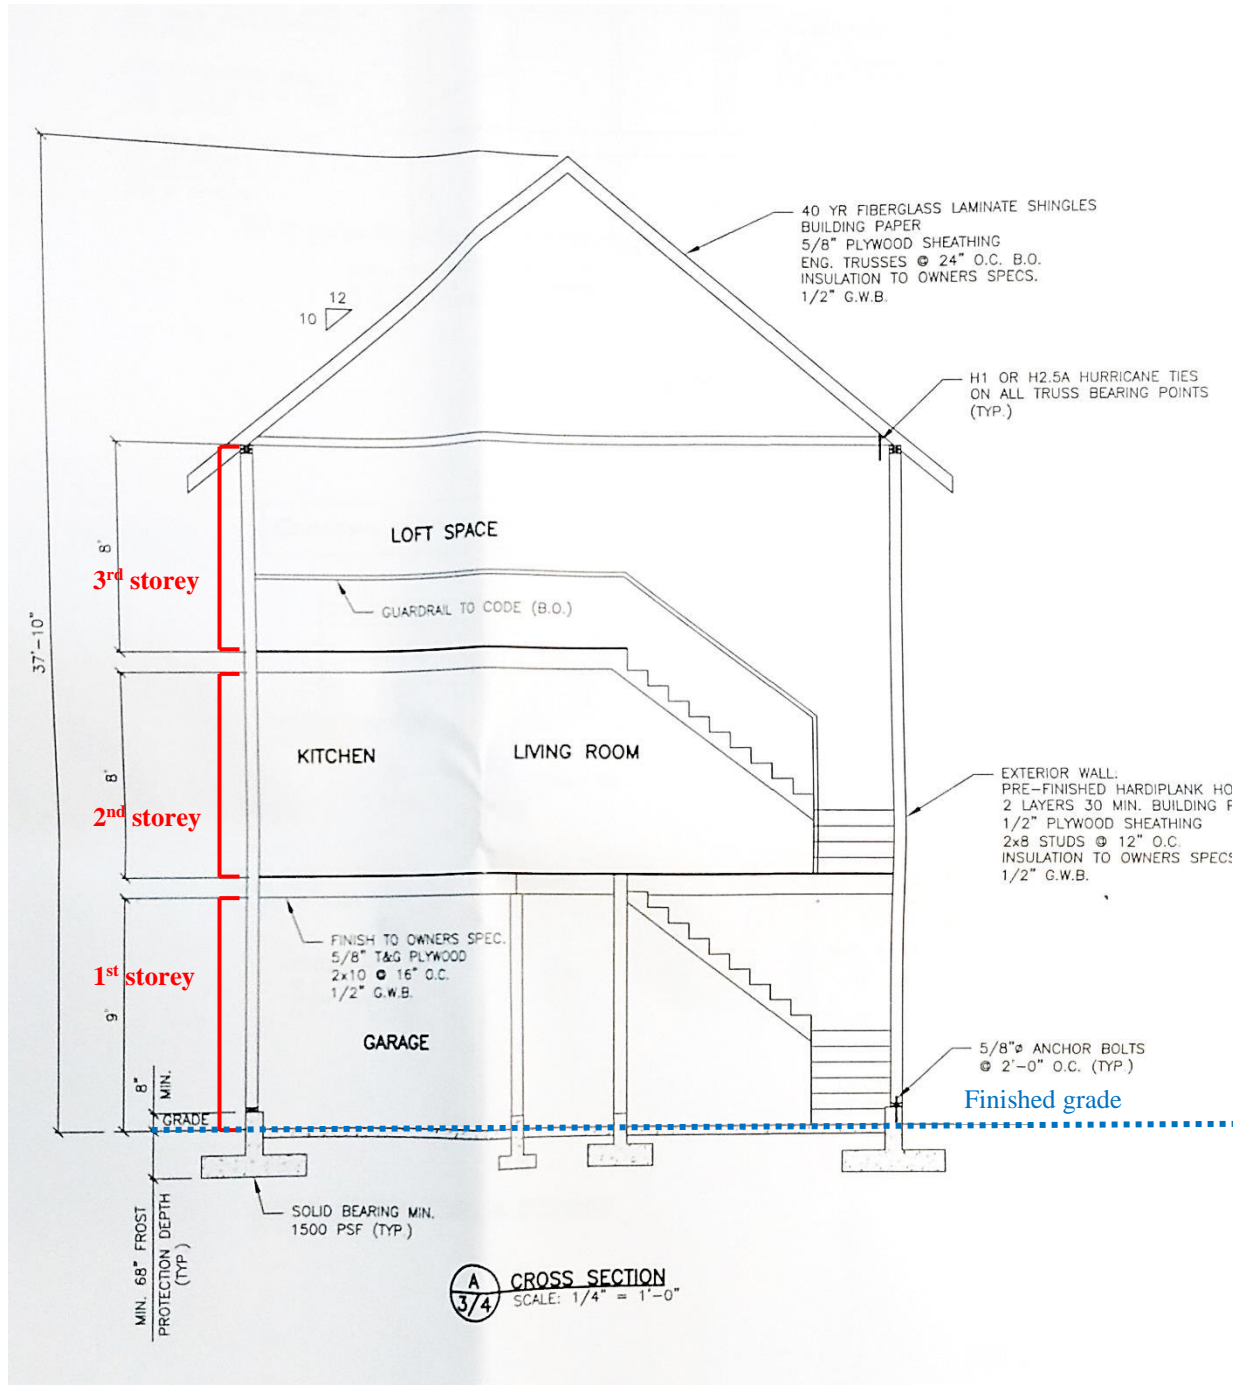 40 YR FIBERGLASS LAMINATE SHINGLES
BUILDING PAPER
5/8" PLYWOOD SHEATHING
ENG. TRUSSES @ 24" O.C. B.O.
INSULATION TO OWNERS SPECS.
1/2" G.W.B.
12
10
H1 OR H2.5A HURRICANE TIES
ON ALL TRUSS BEARING POINTS
(TYP.)
LOFT SPACE
8'
3rd storey
GUARDRAIL TO CODE (B.O.)
37'-10"
KITCHEN
LIVING ROOM
8'
2nd storey
EXTERIOR WALL:
PRE-FINISHED HARDIPLANK HO
2 LAYERS 30 MIN. BUILDING
1/2" PLYWOOD SHEATHING
2x8 STUDS @ 12" O.C.
INSULATION TO OWNERS SPECS
1/2" G.W.B.
FINISH TO OWNERS SPEC.
5/8" T&G PLYWOOD
2x10 @ 16" O.C.
1/2" G.W.B.
1st storey
9'
GARAGE
5/8"ø ANCHOR BOLTS
@ 2'-0" O.C. (TYP.)
8"
MIN.
Finished grade
GRADE
SOLID BEARING MIN.
1500 PSF (TYP.)
MIN. 68" FROST
PROTECTION DEPTH
(TYP.)
A
3/4
CROSS SECTION
SCALE: 1/4" = 1'-0"